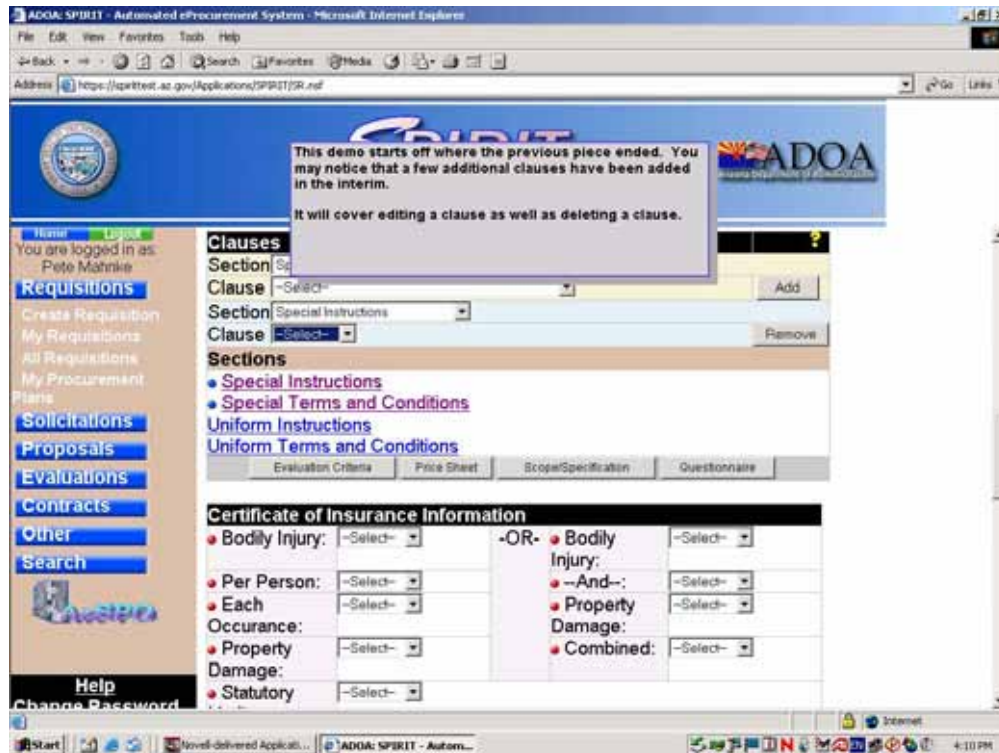 ADOA: SPIRIT - Automated eProcurement System - Microsoft Internet Explorer
File Edit View Favorites Tools Help
Back Search Favorites Media
Address https://spirittest.az.gov/Applications/SPIRIT/SR.nsf Go Links
SPIRIT
ADOA
This demo starts off where the previous piece ended. You
may notice that a few additional clauses have been added
in the interim.
It will cover editing a clause as well as deleting a clause.
Home Logout
You are logged in as:
Pete Mahnke
Requisitions
Create Requisition
My Requisitions
All Requisitions
My Procurement
Plans
Solicitations
Proposals
Evaluations
Contracts
Other
Search
Help
Change Password
Clauses ?
Section Sp
Clause -Select- Add
Section Special Instructions
Clause -Select- Remove
Sections
Special Instructions
Special Terms and Conditions
Uniform Instructions
Uniform Terms and Conditions
Evaluation Criteria Price Sheet Scope/Specification Questionnaire
Certificate of Insurance Information
Bodily Injury: -Select- -OR- Bodily Injury: -Select-
Per Person: -Select- --And--: -Select-
Each Occurance: -Select- Property Damage: -Select-
Property Damage: -Select- Combined: -Select-
Statutory -Select-
Internet
Start Novell-delivered Applicati... ADOA: SPIRIT - Autom... 4:10 PM